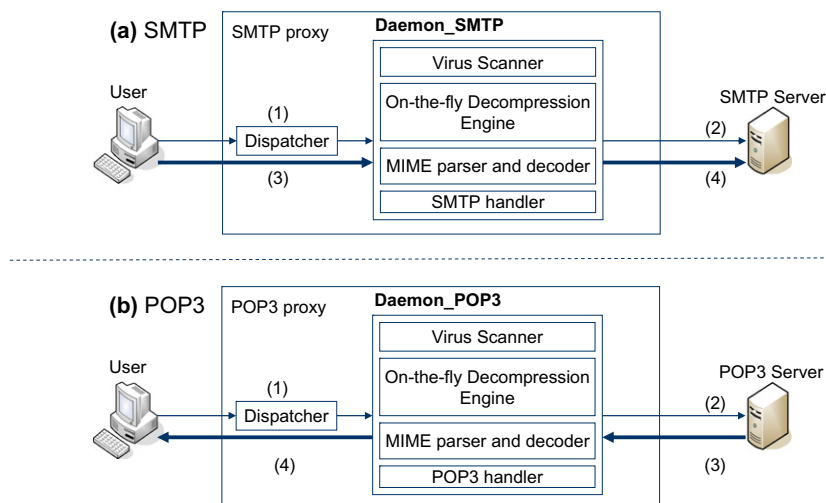 (a) SMTP
SMTP proxy
Daemon_SMTP
Virus Scanner
On-the-fly Decompression
Engine
MIME parser and decoder
SMTP handler
User
(1)
Dispatcher
(3)
SMTP Server
(2)
(4)
(b) POP3
POP3 proxy
Daemon_POP3
Virus Scanner
On-the-fly Decompression
Engine
MIME parser and decoder
POP3 handler
User
(1)
Dispatcher
(4)
POP3 Server
(2)
(3)